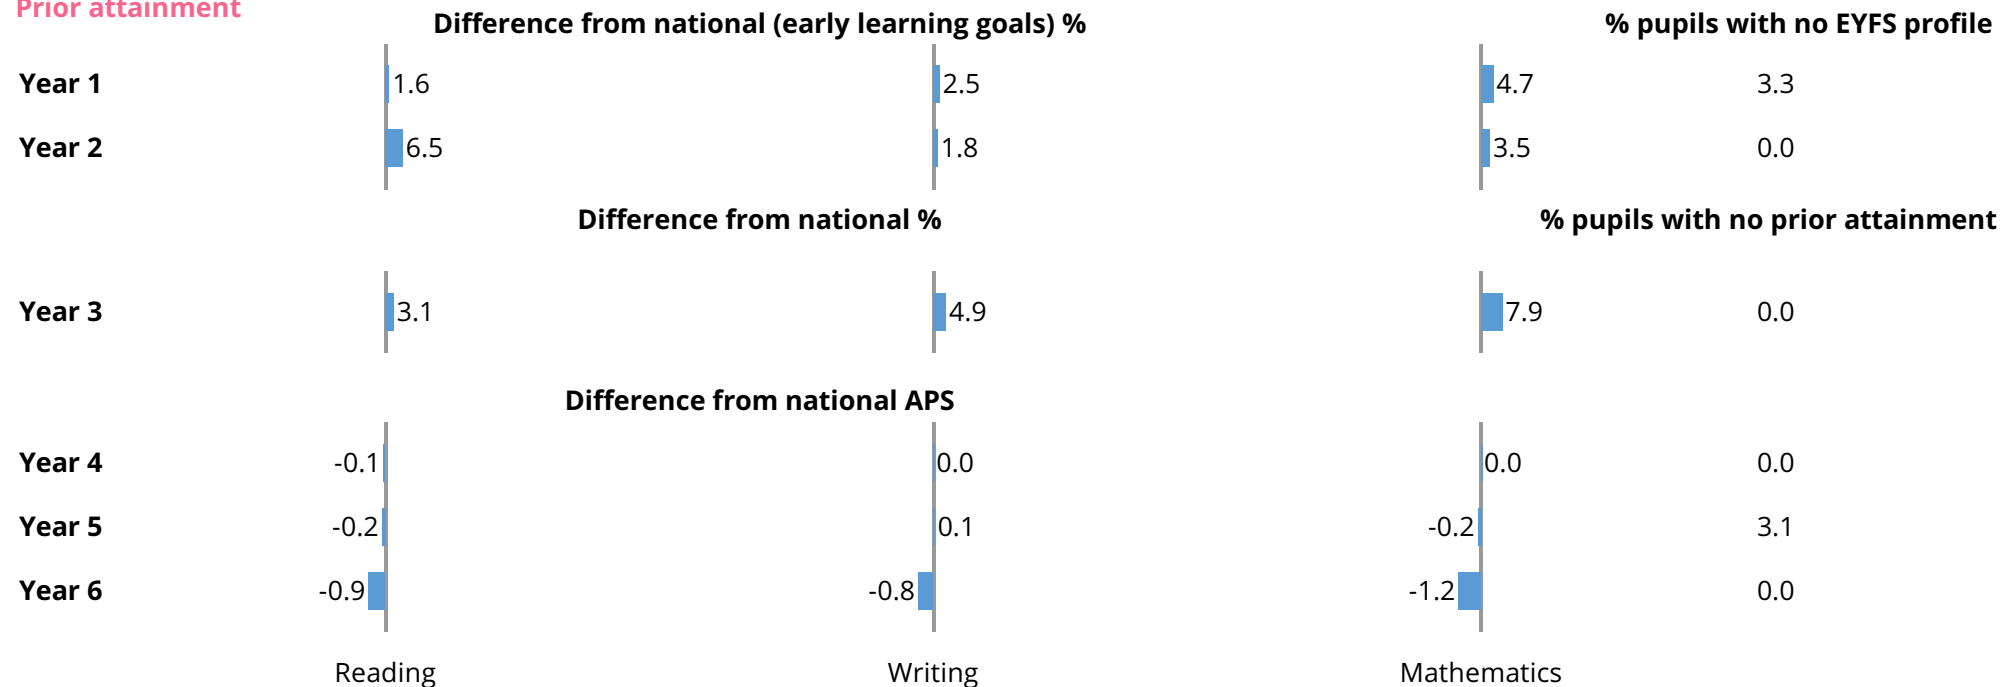 Prior attainment
Difference from national (early learning goals) % % pupils with no EYFS profile
Year 1 1.6 2.5 4.7 3.3
Year 2 6.5 1.8 3.5 0.0
Difference from national % % pupils with no prior attainment
Year 3 3.1 4.9 7.9 0.0
Difference from national APS
Year 4 -0.1 0.0 0.0 0.0
Year 5 -0.2 0.1 -0.2 3.1
Year 6 -0.9 -0.8 -1.2 0.0
Reading Writing Mathematics